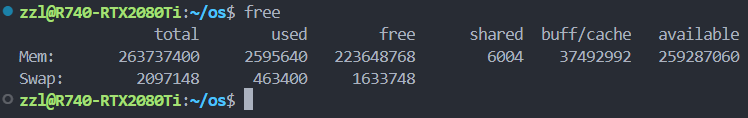 zzl@R740-RTX2080Ti:~/os$ free
total used free shared buff/cache available
Mem: 263737400 2595640 223648768 6004 37492992 259287060
Swap: 2097148 463400 1633748
zzl@R740-RTX2080Ti:~/os$